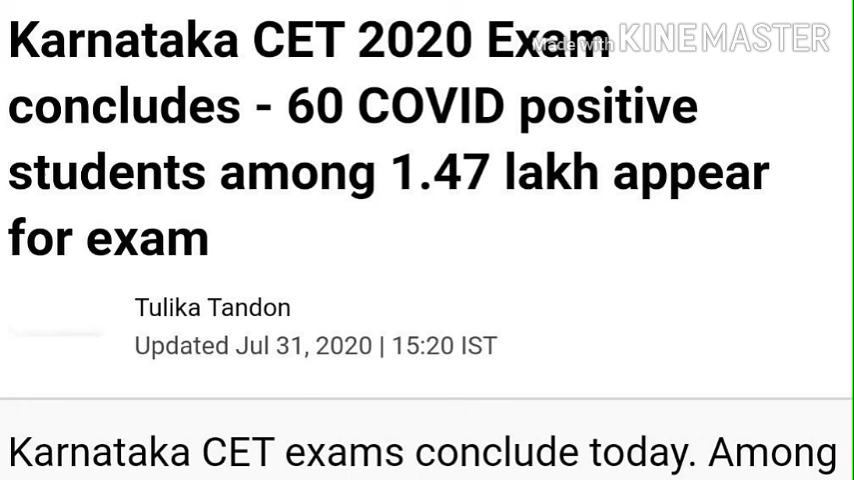 Karnataka CET 2020 Exam
Made with KINEMASTER
concludes - 60 COVID positive
students among 1.47 lakh appear
for exam
Tulika Tandon
Updated Jul 31, 2020 | 15:20 IST
Karnataka CET exams conclude today. Among